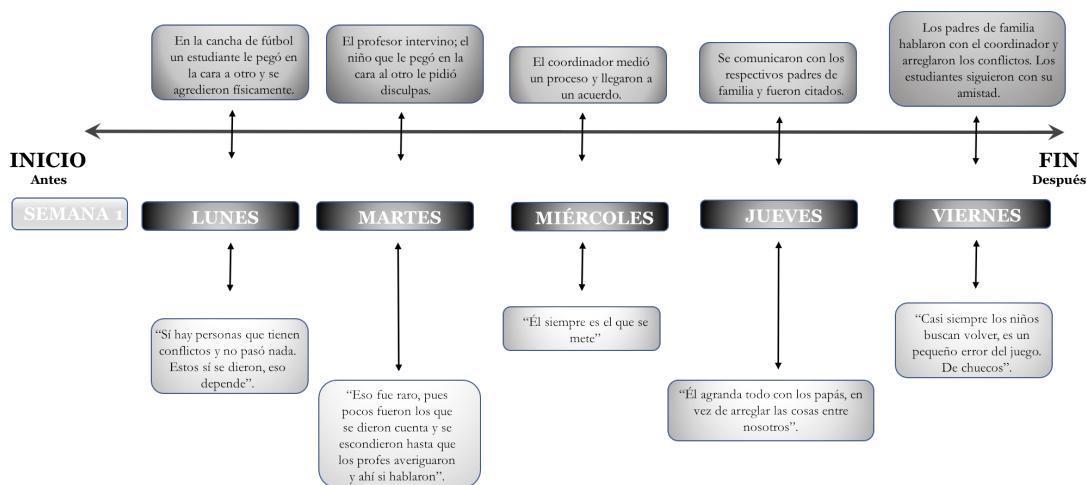 En la cancha de fútbol
un estudiante le pegó en
la cara a otro y se
agredieron físicamente.
El profesor intervino; el
niño que le pegó en la
cara al otro le pidió
disculpas.
El coordinador medió
un proceso y llegaron a
un acuerdo.
Se comunicaron con los
respectivos padres de
familia y fueron citados.
Los padres de familia
hablaron con el coordinador y
arreglaron los conflictos. Los
estudiantes siguieron con su
amistad.
INICIO
Antes
FIN
Después
SEMANA 1
LUNES
MARTES
MIÉRCOLES
JUEVES
VIERNES
“Sí hay personas que tienen
conflictos y no pasó nada.
Estos sí se dieron, eso
depende”.
“Eso fue raro, pues
pocos fueron los que
se dieron cuenta y se
escondieron hasta que
los profes averiguaron
y ahí si hablaron”.
“Él siempre es el que se
mete”
“Él agranda todo con los papás, en
vez de arreglar las cosas entre
nosotros”.
“Casi siempre los niños
buscan volver, es un
pequeño error del juego.
De chuecos”.